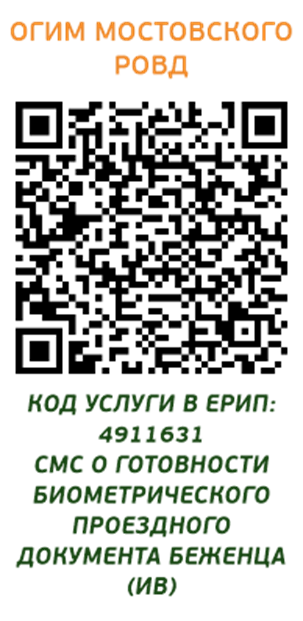 ОГИМ МОСТОВСКОГО
РОВД
КОД УСЛУГИ В ЕРИП:
4911631
СМС О ГОТОВНОСТИ
БИОМЕТРИЧЕСКОГО
ПРОЕЗДНОГО
ДОКУМЕНТА БЕЖЕНЦА
(ИВ)